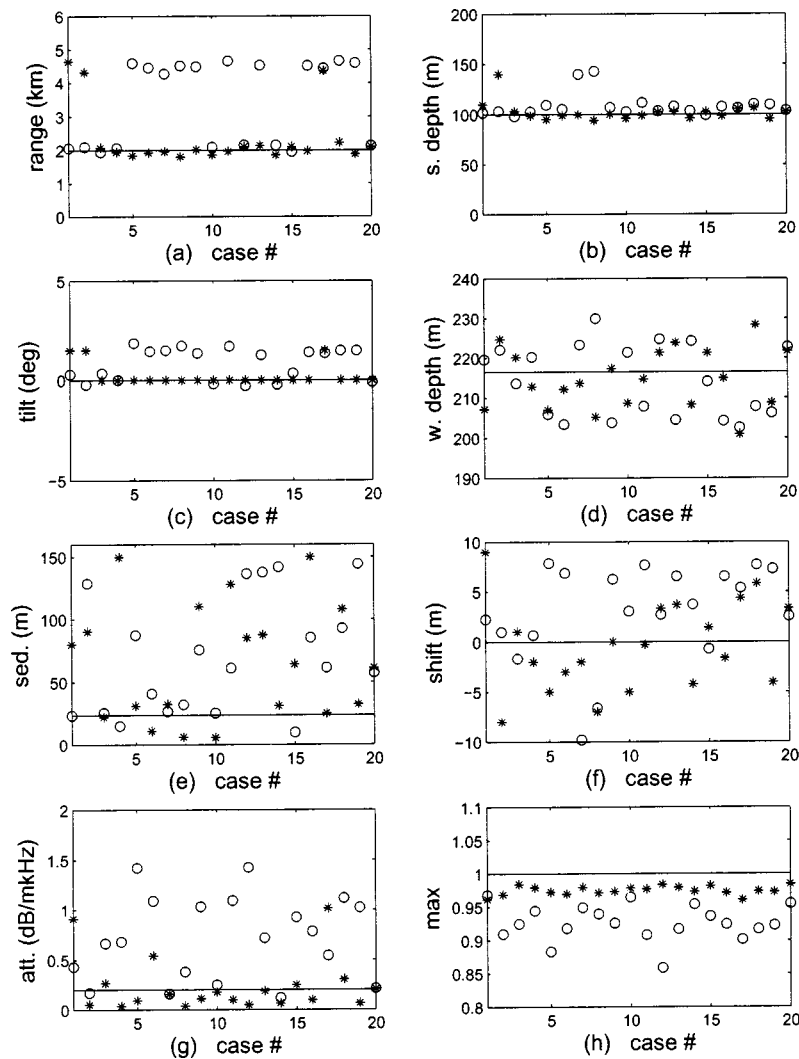 6
5
4
3
2
1
0
range (km)
5 10 15 20
(a) case #
200
150
100
50
0
s. depth (m)
5 10 15 20
(b) case #
5
0
−5
tilt (deg)
5 10 15 20
(c) case #
230
220
210
200
190
w. depth (m)
5 10 15 20
(d) case #
150
100
50
0
sed. (m)
5 10 15 20
(e) case #
10
5
0
−5
−10
shift (m)
5 10 15 20
(f) case #
2
1.5
1
0.5
0
att. (dB/mkHz)
5 10 15 20
(g) case #
1.1
1.05
1
0.95
0.9
0.85
0.8
max
5 10 15 20
(h) case #